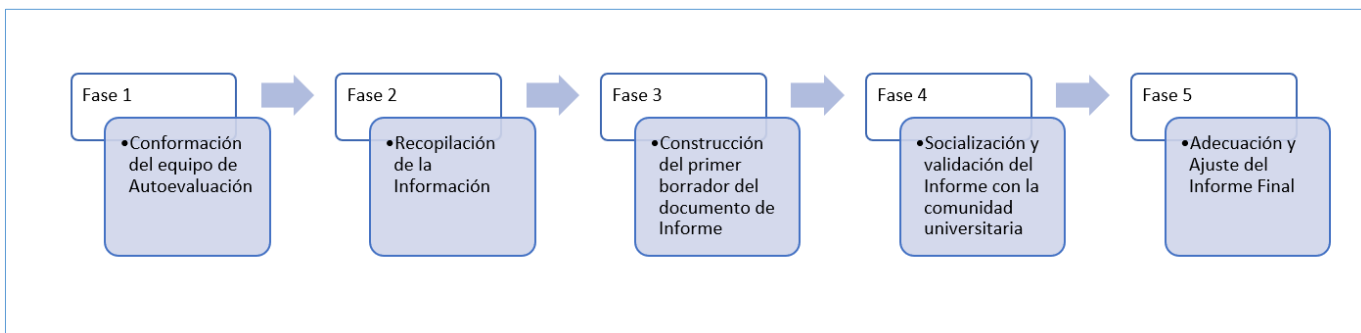 Fase 1
•Conformación
del equipo de
Autoevaluación
Fase 2
•Recopilación
de la
Información
Fase 3
•Construcción
del primer
borrador del
documento de
Informe
Fase 4
•Socialización y
validación del
Informe con la
comunidad
universitaria
Fase 5
•Adecuación y
Ajuste del
Informe Final